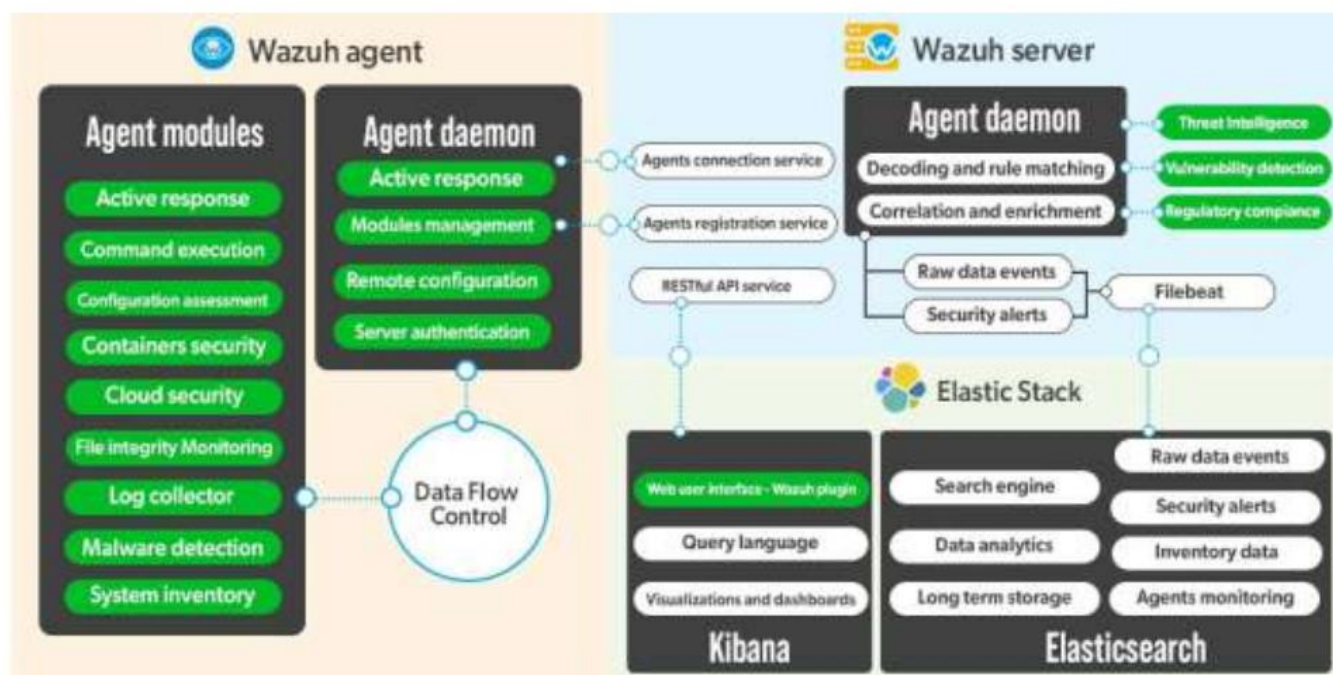 Wazuh agent
Agent modules
Active response
Command execution
Configuration assessment
Containers security
Cloud security
File integrity Monitoring
Log collector
Malware detection
System inventory
Agent daemon
Active response
Modules management
Remote configuration
Server authentication
Data Flow
Control
Wazuh server
Agents connection service
Agents registration service
RESTful API service
Agent daemon
Decoding and rule matching
Correlation and enrichment
Threat Intelligence
Vulnerability detection
Regulatory compiance
Raw data events
Security alerts
Filebeat
Elastic Stack
Web user interface - Wazuh plugin
Query language
Visualizations and dashboards
Kibana
Search engine
Data analytics
Long term storage
Raw data events
Security alerts
Inventory data
Agents monitoring
Elasticsearch